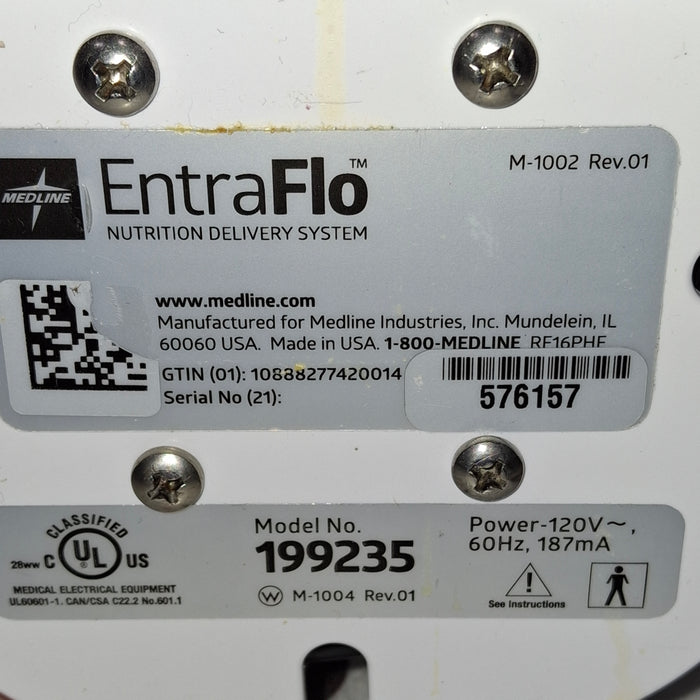 MEDLINE
EntraFlo™
NUTRITION DELIVERY SYSTEM
M-1002 Rev.01
www.medline.com
Manufactured for Medline Industries, Inc. Mundelein, IL
60060 USA. Made in USA. 1-800-MEDLINE RF16PHF
GTIN (01): 10888277420014
Serial No (21):
576157
CLASSIFIED
28ww C UL ® US
MEDICAL ELECTRICAL EQUIPMENT
UL60601-1. CAN/CSA C22.2 No.601.1
Model No.
199235
W M-1004 Rev.01
Power-120V~,
60Hz, 187mA
!
See Instructions